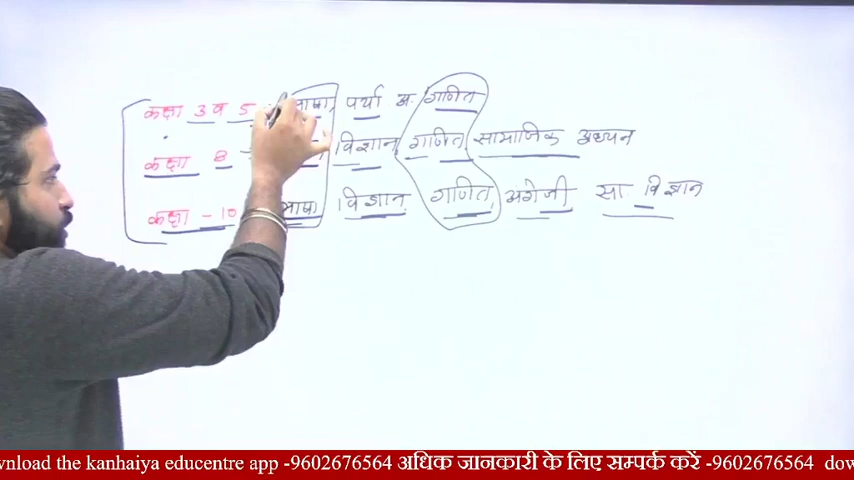 कक्षा 3 व 5 भाषा, पर्या अ. गणित
कक्षा 8 - विज्ञान, गणित, सामाजिक अध्यन
कक्षा - 10 भाषा विज्ञान, गणित, अंग्रेजी सा. विज्ञान
wnload the kanhaiya educentre app -9602676564 अधिक जानकारी के लिए सम्पर्क करें -9602676564 dow